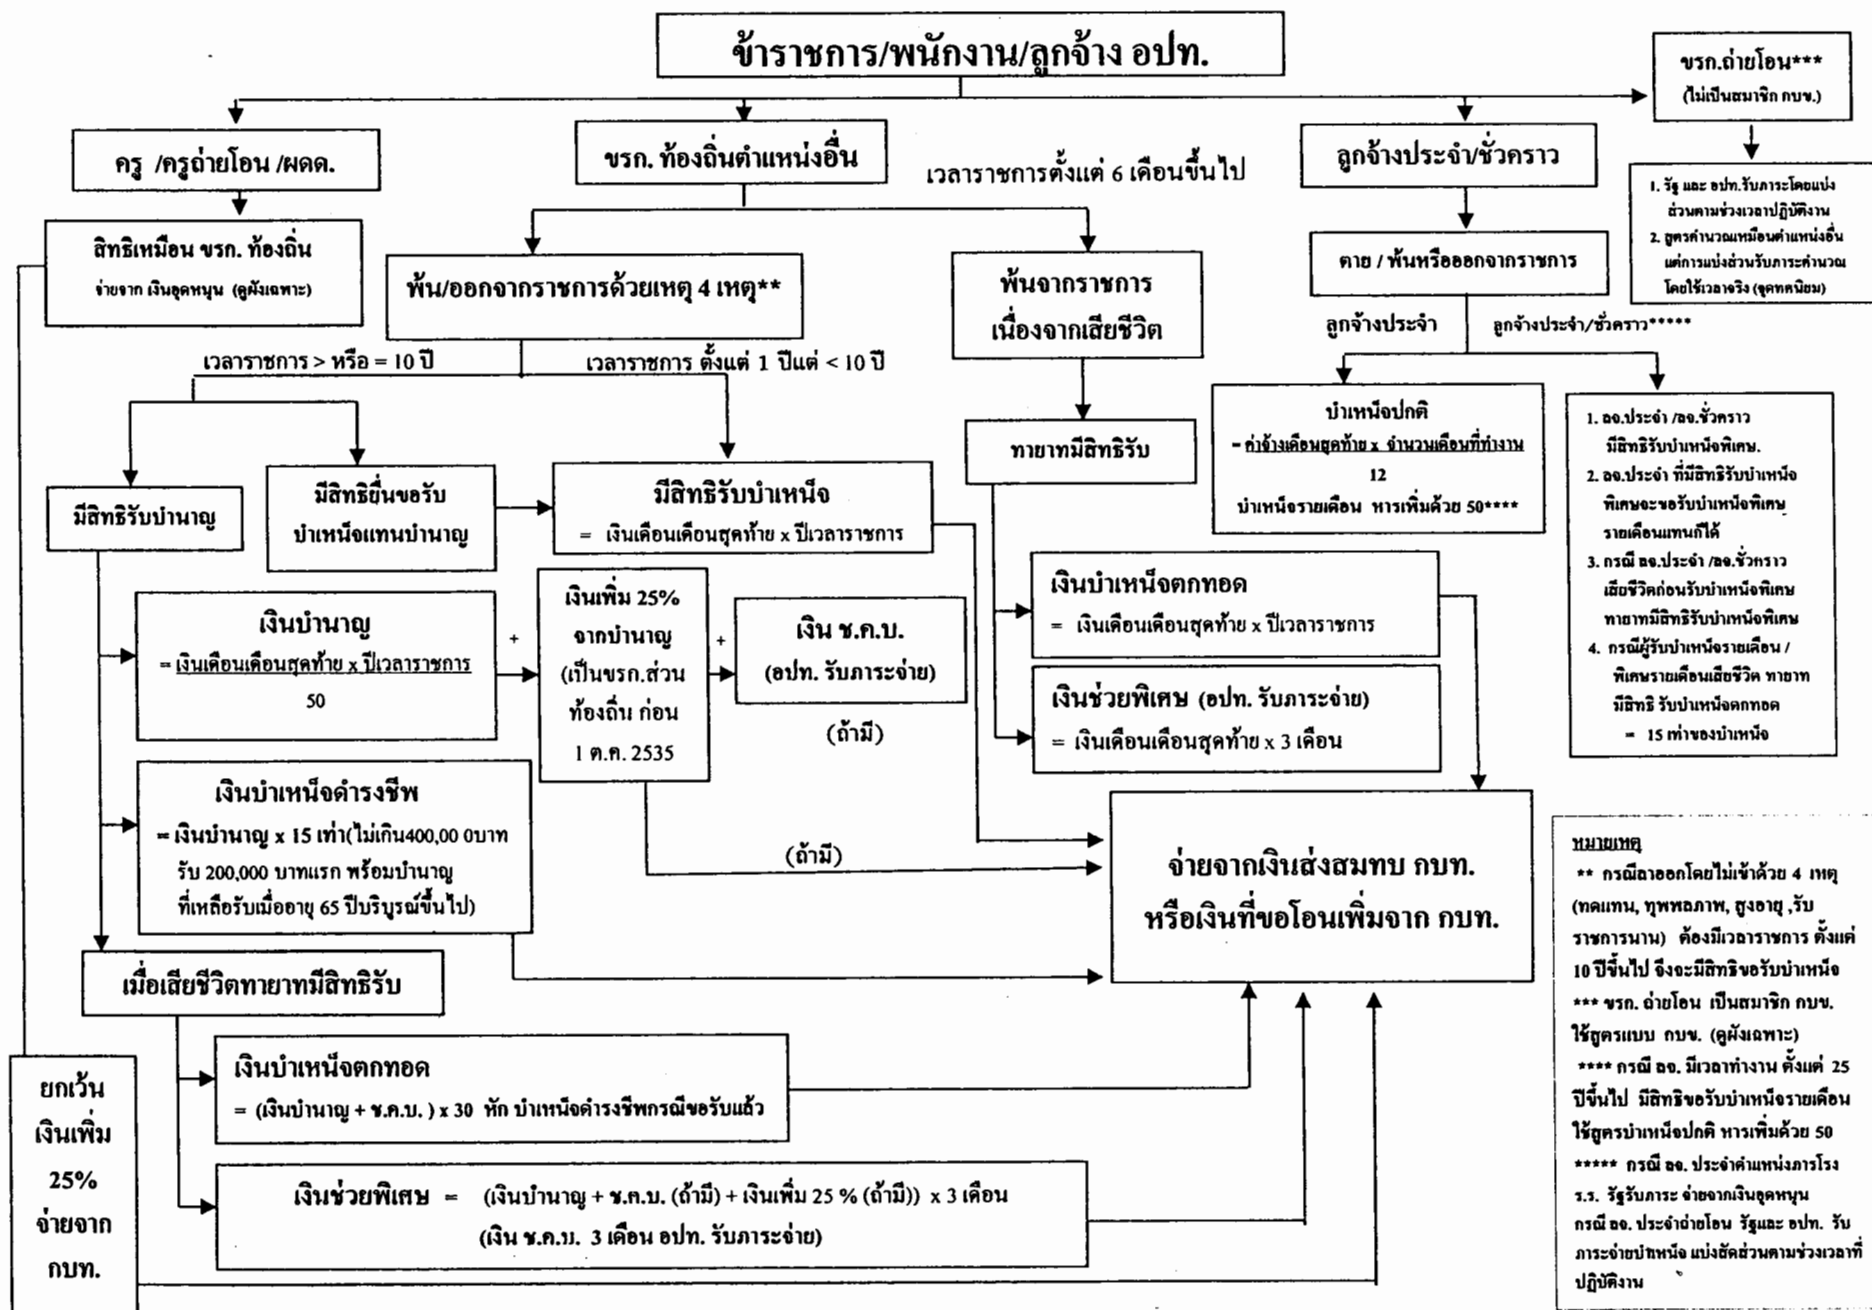 ข้าราชการ/พนักงาน/ลูกจ้าง อปท.
ขรก.ถ่ายโอน***
(ไม่เป็นสมาชิก กบข.)
ครู /ครูถ่ายโอน /ผดด.
ขรก. ท้องถิ่นตำแหน่งอื่น
เวลาราชการตั้งแต่ 6 เดือนขึ้นไป
ลูกจ้างประจำ/ชั่วคราว
1. รัฐ และ อปท.รับภาระโดยแบ่ง
ส่วนตามช่วงเวลาปฏิบัติงาน
2. สูตรคำนวณเหมือนตำแหน่งอื่น
แต่การแบ่งส่วนรับภาระคำนวณ
โดยใช้เวลาจริง (จุดทศนิยม)
สิทธิเหมือน ขรก. ท้องถิ่น
จ่ายจาก เงินอุดหนุน (ดูผังเฉพาะ)
พ้น/ออกจากราชการด้วยเหตุ 4 เหตุ**
พ้นจากราชการ
เนื่องจากเสียชีวิต
ตาย / พ้นหรือออกจากราชการ
ลูกจ้างประจำ
ลูกจ้างประจำ/ชั่วคราว*****
เวลาราชการ > หรือ = 10 ปี
เวลาราชการ ตั้งแต่ 1 ปีแต่ < 10 ปี
มีสิทธิรับบำนาญ
มีสิทธิยื่นขอรับ
บำเหน็จแทนบำนาญ
มีสิทธิรับบำเหน็จ
= เงินเดือนเดือนสุดท้าย x ปีเวลาราชการ
ทายาทมีสิทธิรับ
บำเหน็จปกติ
= ค่าจ้างเดือนสุดท้าย x จำนวนเดือนที่ทำงาน
12
บำเหน็จรายเดือน หารเพิ่มด้วย 50****
1. ลจ.ประจำ /ลจ.ชั่วคราว
มีสิทธิรับบำเหน็จพิเศษ.
2. ลจ.ประจำ ที่มีสิทธิรับบำเหน็จ
พิเศษจะขอรับบำเหน็จพิเศษ
รายเดือนแทนก็ได้
3. กรณี ลจ.ประจำ /ลจ.ชั่วคราว
เสียชีวิตก่อนรับบำเหน็จพิเศษ
ทายาทมีสิทธิรับบำเหน็จพิเศษ
4. กรณีผู้รับบำเหน็จรายเดือน /
พิเศษรายเดือนเสียชีวิต ทายาท
มีสิทธิ รับบำเหน็จตกทอด
= 15 เท่าของบำเหน็จ
เงินบำนาญ
= เงินเดือนเดือนสุดท้าย x ปีเวลาราชการ
50
+
เงินเพิ่ม 25%
จากบำนาญ
(เป็นขรก.ส่วน
ท้องถิ่น ก่อน
1 ต.ค. 2535
+
เงิน ช.ค.บ.
(อปท. รับภาระจ่าย)
(ถ้ามี)
เงินบำเหน็จตกทอด
= เงินเดือนเดือนสุดท้าย x ปีเวลาราชการ
เงินช่วยพิเศษ (อปท. รับภาระจ่าย)
= เงินเดือนเดือนสุดท้าย x 3 เดือน
เงินบำเหน็จดำรงชีพ
= เงินบำนาญ x 15 เท่า(ไม่เกิน400,00 0บาท
รับ 200,000 บาทแรก พร้อมบำนาญ
ที่เหลือรับเมื่ออายุ 65 ปีบริบูรณ์ขึ้นไป)
(ถ้ามี)
จ่ายจากเงินส่งสมทบ กบท.
หรือเงินที่ขอโอนเพิ่มจาก กบท.
เมื่อเสียชีวิตทายาทมีสิทธิรับ
เงินบำเหน็จตกทอด
= (เงินบำนาญ + ช.ค.บ. ) x 30 หัก บำเหน็จดำรงชีพกรณีขอรับแล้ว
เงินช่วยพิเศษ = (เงินบำนาญ + ช.ค.บ. (ถ้ามี) + เงินเพิ่ม 25 % (ถ้ามี)) x 3 เดือน
(เงิน ช.ค.บ. 3 เดือน อปท. รับภาระจ่าย)
ยกเว้น
เงินเพิ่ม
25%
จ่ายจาก
กบท.
หมายเหตุ
** กรณีลาออกโดยไม่เข้าด้วย 4 เหตุ
(ทดแทน, ทุพพลภาพ, สูงอายุ ,รับ
ราชการนาน) ต้องมีเวลาราชการ ตั้งแต่
10 ปีขึ้นไป จึงจะมีสิทธิขอรับบำเหน็จ
*** ขรก. ถ่ายโอน เป็นสมาชิก กบข.
ใช้สูตรแบบ กบข. (ดูผังเฉพาะ)
**** กรณี ลจ. มีเวลาทำงาน ตั้งแต่ 25
ปีขึ้นไป มีสิทธิขอรับบำเหน็จรายเดือน
ใช้สูตรบำเหน็จปกติ หารเพิ่มด้วย 50
***** กรณี ลจ. ประจำตำแหน่งภารโรง
ร.ร. รัฐรับภาระ จ่ายจากเงินอุดหนุน
กรณี ลจ. ประจำถ่ายโอน รัฐและ อปท. รับ
ภาระจ่ายบำเหน็จ แบ่งสัดส่วนตามช่วงเวลาที่
ปฏิบัติงาน